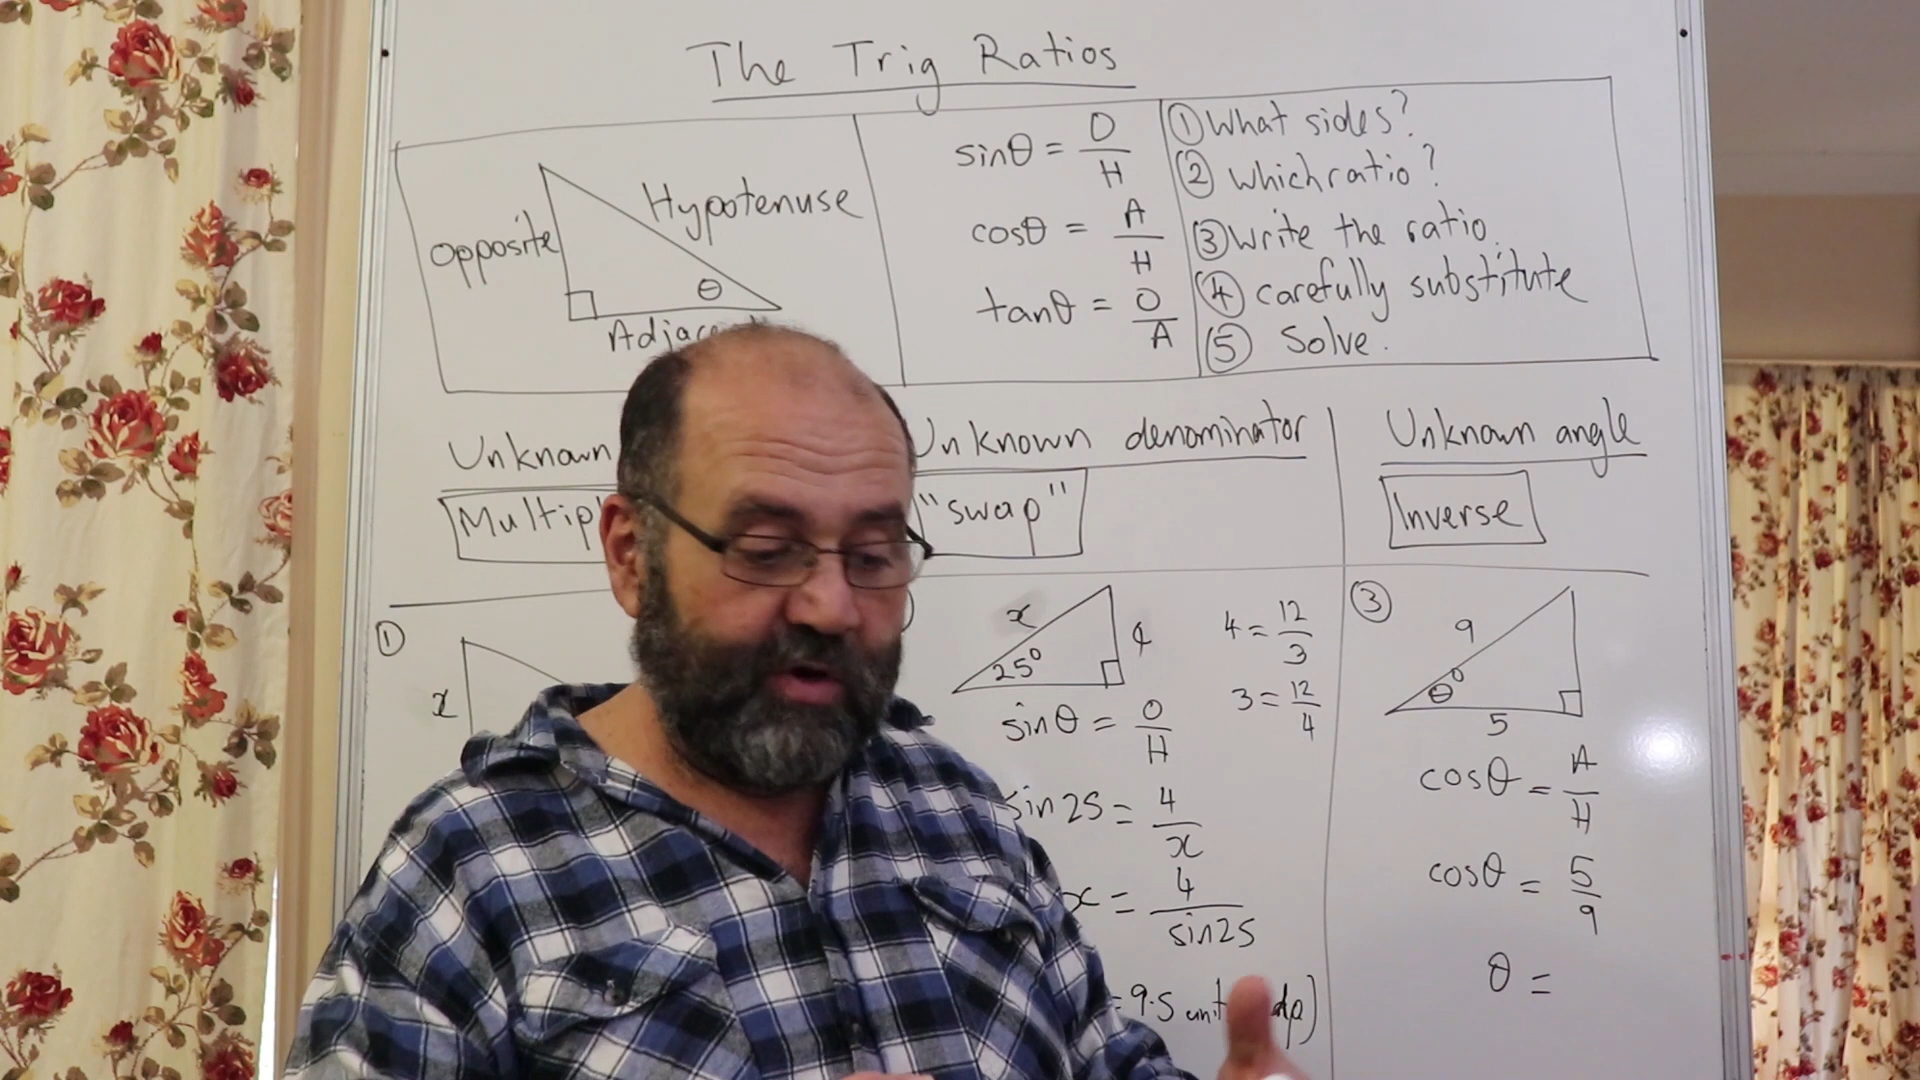 The Trig Ratios
Opposite
Hypotenuse
θ
sinθ = O/H
cosθ = A/H
tanθ = O/A
① What sides?
② Which ratio?
③ Write the ratio.
④ carefully substitute
⑤ Solve.
Unknown
Unknown denominator
"swap"
Unknown angle
Inverse
①
x
x
25°
4
4 = 12/3
3 = 12/4
sinθ = O/H
sin25 = 4/x
x = 4/sin25
= 9.5
③
9
θ°
5
cosθ = A/H
cosθ = 5/9
θ =